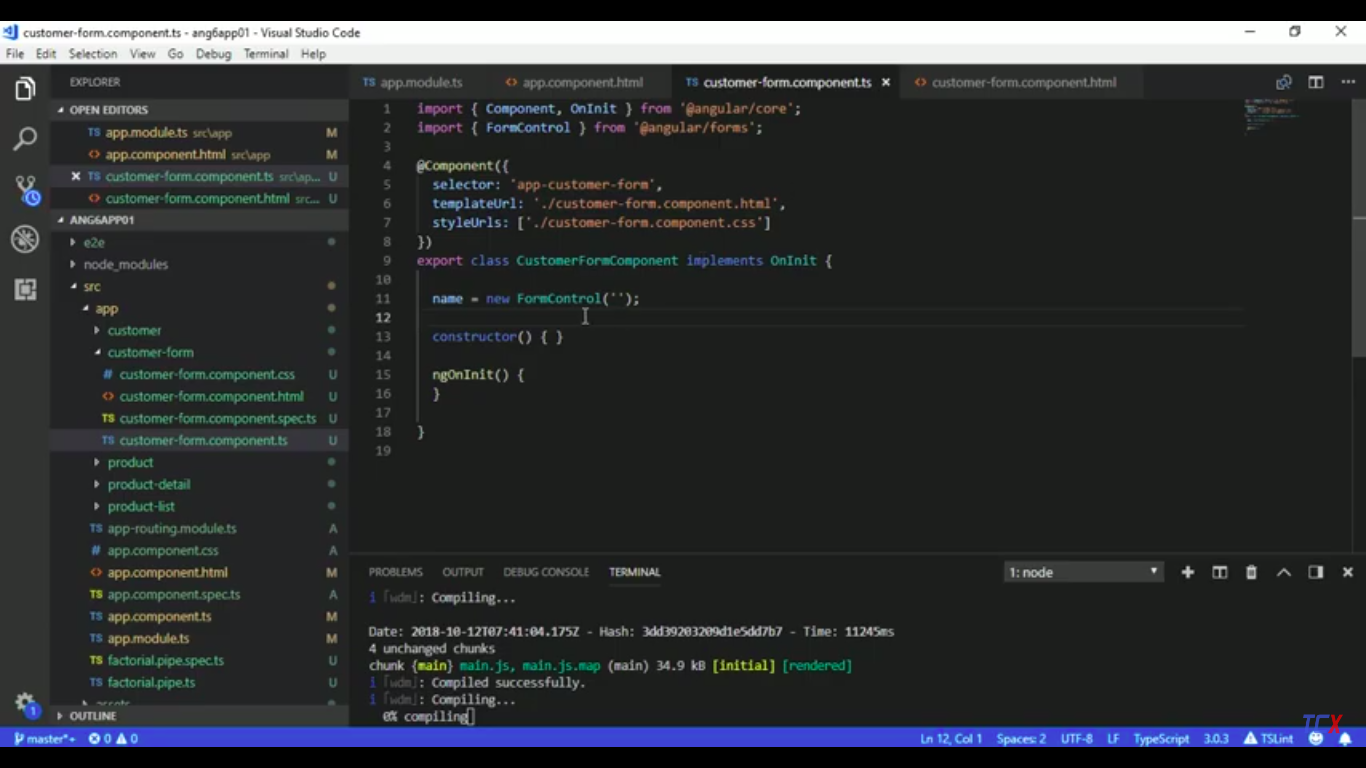 customer-form.component.ts - ang6app01 - Visual Studio Code
File Edit Selection View Go Debug Terminal Help
EXPLORER
OPEN EDITORS
TS app.module.ts src\app M
<> app.component.html src\app M
× TS customer-form.component.ts src\ap... U
<> customer-form.component.html src... U
ANG6APP01
e2e
node_modules
src
app
customer
customer-form
# customer-form.component.css U
<> customer-form.component.html U
TS customer-form.component.spec.ts U
TS customer-form.component.ts U
product
product-detail
product-list
TS app-routing.module.ts A
# app.component.css A
<> app.component.html M
TS app.component.spec.ts A
TS app.component.ts M
TS app.module.ts M
TS factorial.pipe.spec.ts U
TS factorial.pipe.ts U
assets
OUTLINE
1
TS app.module.ts <> app.component.html TS customer-form.component.ts × <> customer-form.component.html
1 import { Component, OnInit } from '@angular/core';
2 import { FormControl } from '@angular/forms';
3
4 @Component({
5 selector: 'app-customer-form',
6 templateUrl: './customer-form.component.html',
7 styleUrls: ['./customer-form.component.css']
8 })
9 export class CustomerFormComponent implements OnInit {
10
11 name = new FormControl('');
12
13 constructor() { }
14
15 ngOnInit() {
16 }
17
18 }
19
PROBLEMS OUTPUT DEBUG CONSOLE TERMINAL 1: node
i ｢wdm｣: Compiling...
Date: 2018-10-12T07:41:04.175Z - Hash: 3dd39203209d1e5dd7b7 - Time: 11245ms
4 unchanged chunks
chunk {main} main.js, main.js.map (main) 34.9 kB [initial] [rendered]
i ｢wdm｣: Compiled successfully.
i ｢wdm｣: Compiling...
0% compiling
TCX
master*+ 0 0 Ln 12, Col 1 Spaces: 2 UTF-8 LF TypeScript 3.0.3 TSLint